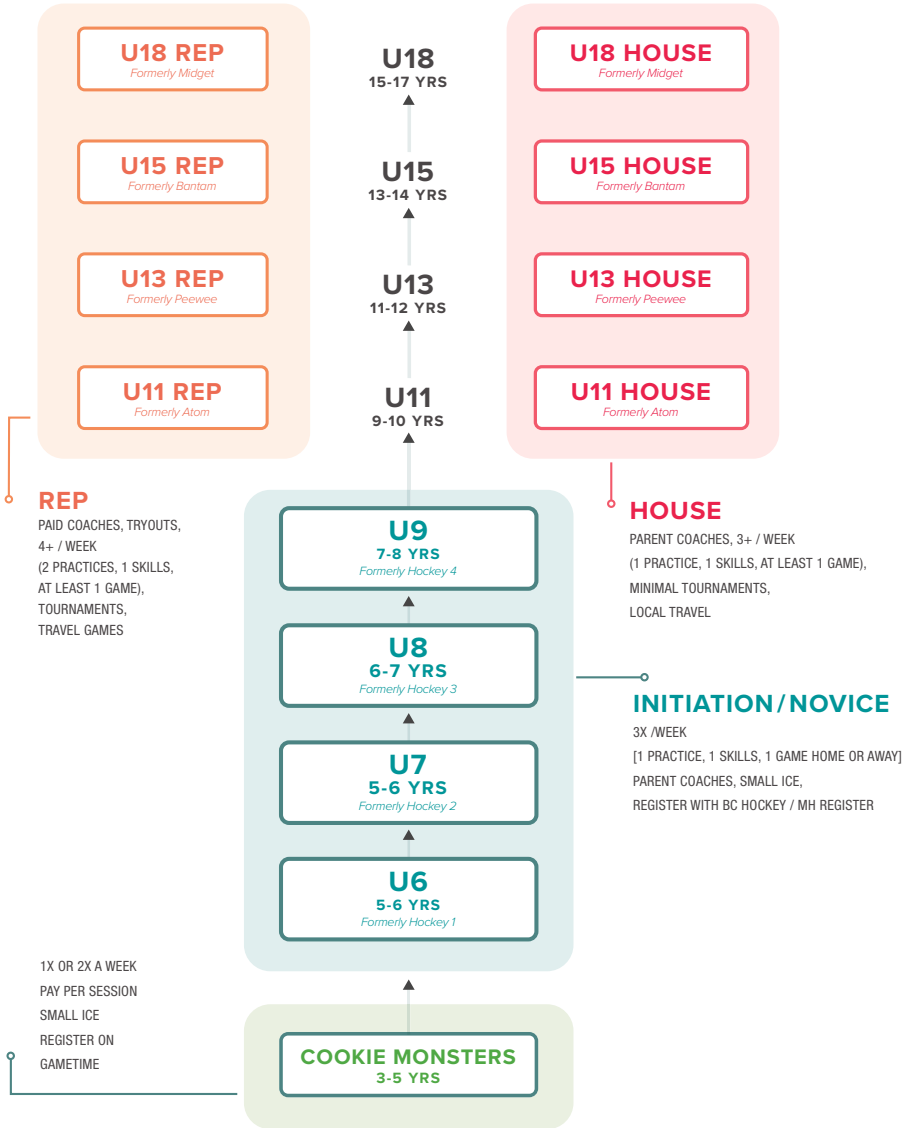 U18 REP
Formerly Midget
U15 REP
Formerly Bantam
U13 REP
Formerly Peewee
U11 REP
Formerly Atom
U18
15-17 YRS
U15
13-14 YRS
U13
11-12 YRS
U11
9-10 YRS
U18 HOUSE
Formerly Midget
U15 HOUSE
Formerly Bantam
U13 HOUSE
Formerly Peewee
U11 HOUSE
Formerly Atom
REP
PAID COACHES, TRYOUTS,
4+ / WEEK
(2 PRACTICES, 1 SKILLS,
AT LEAST 1 GAME),
TOURNAMENTS,
TRAVEL GAMES
HOUSE
PARENT COACHES, 3+ / WEEK
(1 PRACTICE, 1 SKILLS, AT LEAST 1 GAME),
MINIMAL TOURNAMENTS,
LOCAL TRAVEL
U9
7-8 YRS
Formerly Hockey 4
U8
6-7 YRS
Formerly Hockey 3
U7
5-6 YRS
Formerly Hockey 2
U6
5-6 YRS
Formerly Hockey 1
INITIATION / NOVICE
3X /WEEK
[1 PRACTICE, 1 SKILLS, 1 GAME HOME OR AWAY]
PARENT COACHES, SMALL ICE,
REGISTER WITH BC HOCKEY / MH REGISTER
1X OR 2X A WEEK
PAY PER SESSION
SMALL ICE
REGISTER ON
GAMETIME
COOKIE MONSTERS
3-5 YRS